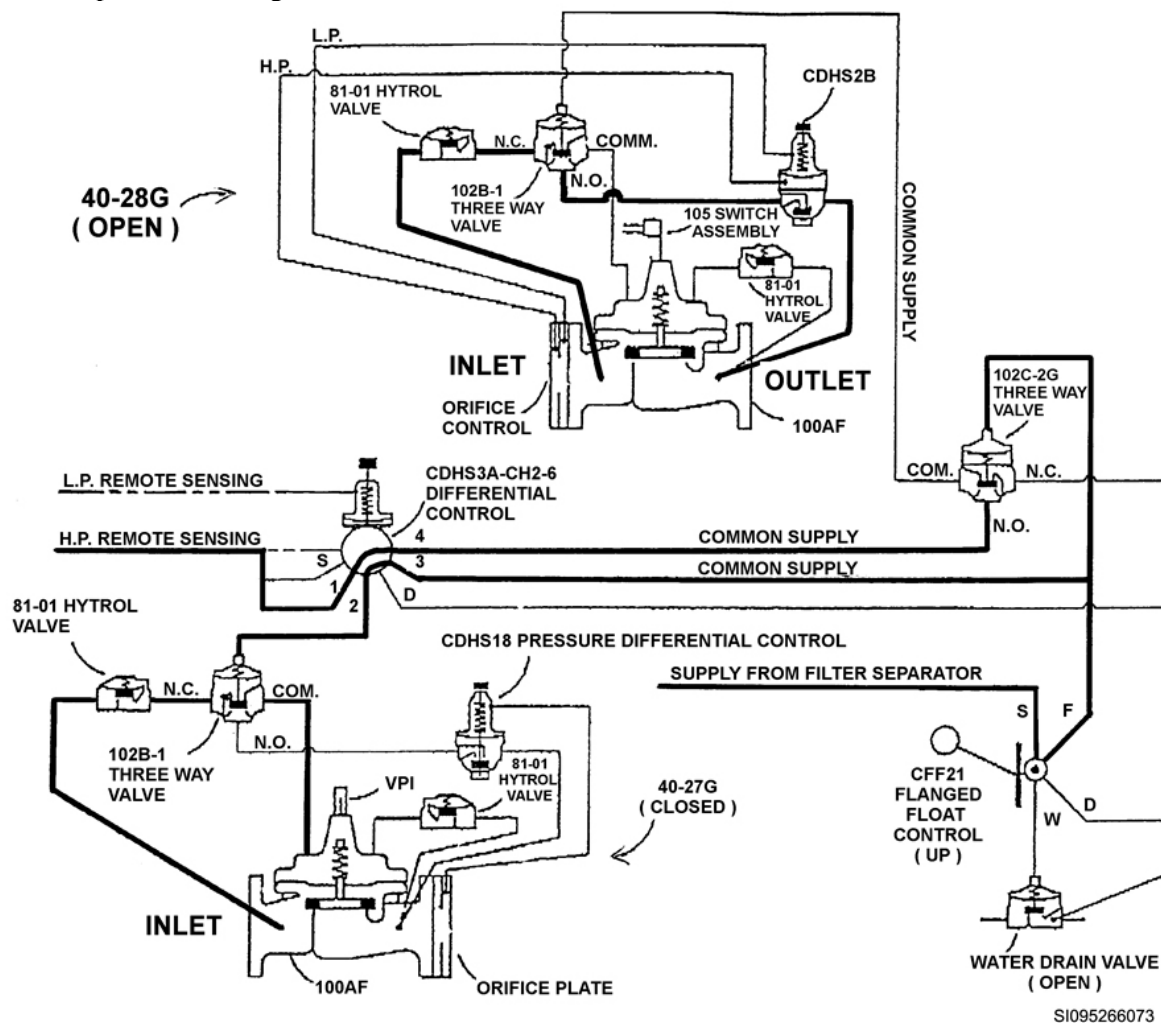 L.P.
H.P.
CDHS2B
81-01 HYTROL
VALVE
N.C.
COMM.
N.O.
102B-1
THREE WAY
VALVE
40-28G
( OPEN )
105 SWITCH
ASSEMBLY
81-01
HYTROL
VALVE
COMMON SUPPLY
INLET
OUTLET
ORIFICE
CONTROL
100AF
102C-2G
THREE WAY
VALVE
COM.
N.C.
N.O.
L.P. REMOTE SENSING
CDHS3A-CH2-6
DIFFERENTIAL
CONTROL
H.P. REMOTE SENSING
S
4
3
1
2
D
COMMON SUPPLY
COMMON SUPPLY
81-01 HYTROL
VALVE
CDHS18 PRESSURE DIFFERENTIAL CONTROL
SUPPLY FROM FILTER SEPARATOR
N.C.
COM.
N.O.
102B-1
THREE WAY
VALVE
VPI
81-01
HYTROL
VALVE
40-27G
( CLOSED )
S
F
D
W
CFF21
FLANGED
FLOAT
CONTROL
( UP )
INLET
100AF
ORIFICE PLATE
WATER DRAIN VALVE
( OPEN )
SI095266073